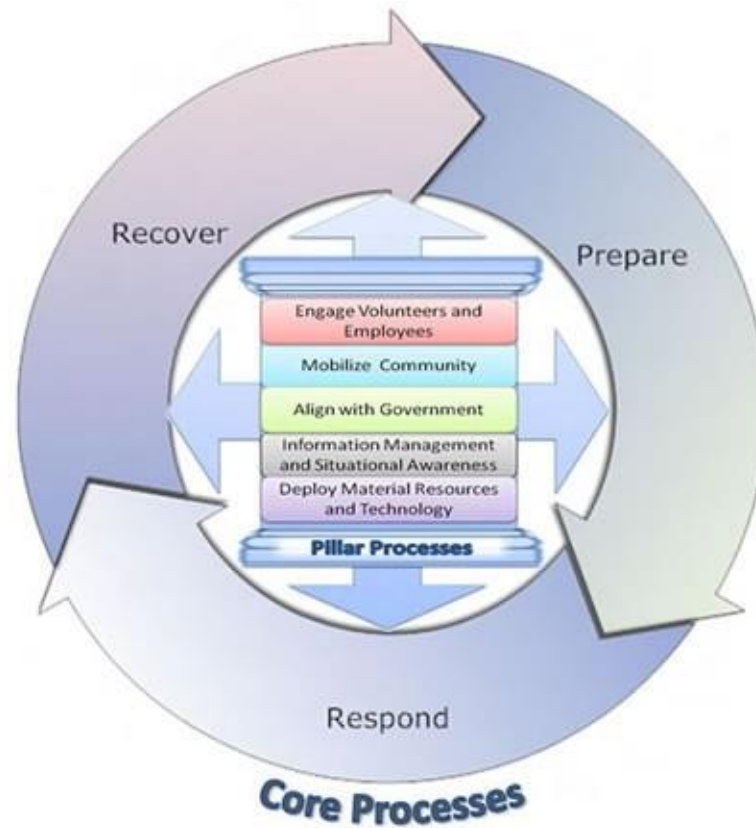 Recover
Prepare
Engage Volunteers and
Employees
Mobilize Community
Align with Government
Information Management
and Situational Awareness
Deploy Material Resources
and Technology
Pillar Processes
Respond
Core Processes